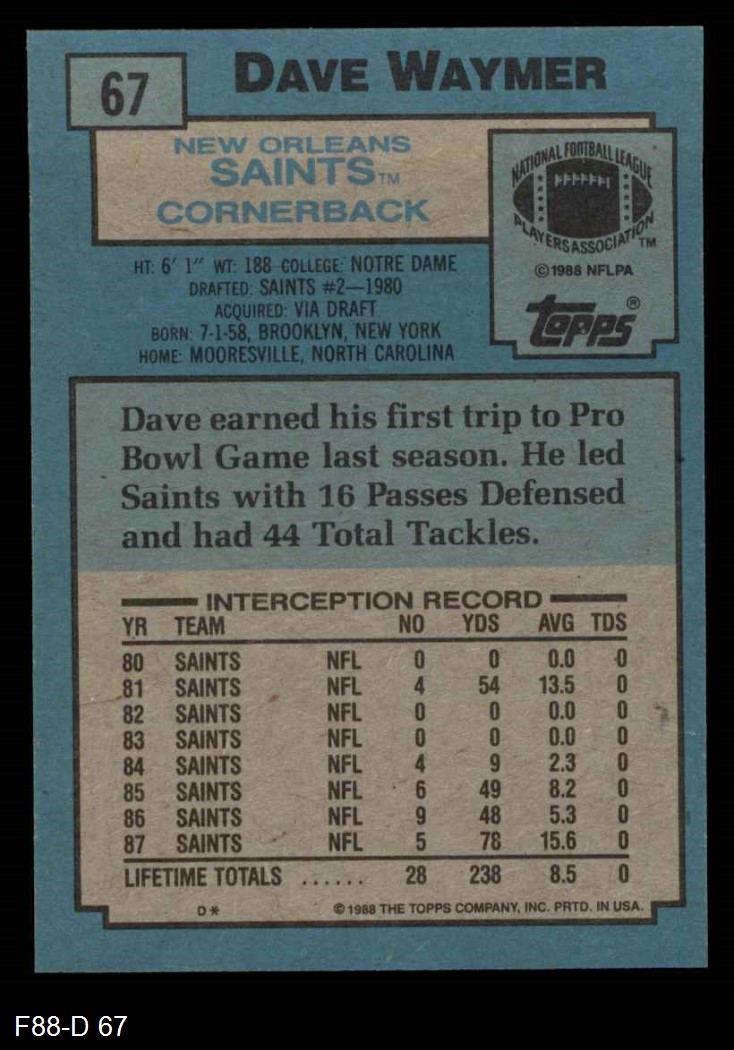 67
DAVE WAYMER
NEW ORLEANS
SAINTS™
CORNERBACK
NATIONAL FOOTBALL LEAGUE
PLAYERS ASSOCIATION™
©1988 NFLPA
Topps®
HT: 6' 1" WT: 188 COLLEGE: NOTRE DAME
DRAFTED: SAINTS #2—1980
ACQUIRED: VIA DRAFT
BORN: 7-1-58, BROOKLYN, NEW YORK
HOME: MOORESVILLE, NORTH CAROLINA
Dave earned his first trip to Pro
Bowl Game last season. He led
Saints with 16 Passes Defensed
and had 44 Total Tackles.
INTERCEPTION RECORD
YR TEAM NO YDS AVG TDS
80 SAINTS NFL 0 0 0.0 0
81 SAINTS NFL 4 54 13.5 0
82 SAINTS NFL 0 0 0.0 0
83 SAINTS NFL 0 0 0.0 0
84 SAINTS NFL 4 9 2.3 0
85 SAINTS NFL 6 49 8.2 0
86 SAINTS NFL 9 48 5.3 0
87 SAINTS NFL 5 78 15.6 0
LIFETIME TOTALS ...... 28 238 8.5 0
D* ©1988 THE TOPPS COMPANY, INC. PRTD. IN USA.
F88-D 67